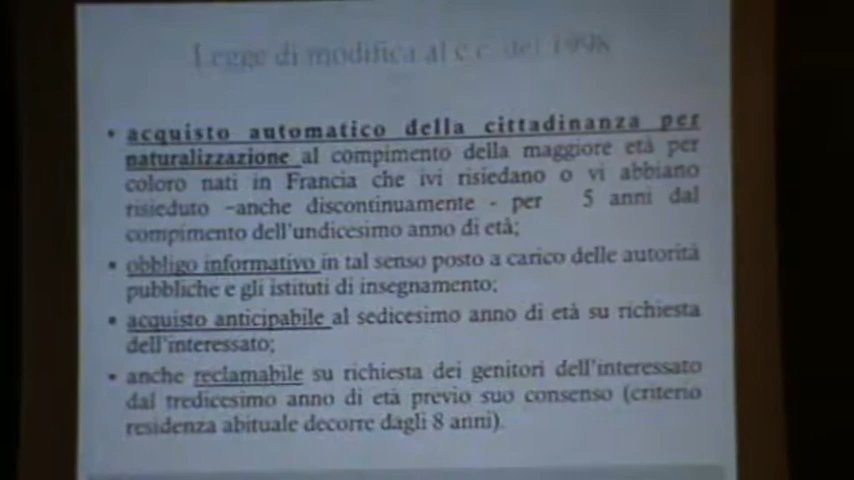 Legge di modifica al c.c. del 1998
• acquisto automatico della cittadinanza per
naturalizzazione al compimento della maggiore età per
coloro nati in Francia che ivi risiedano o vi abbiano
risieduto –anche discontinuamente - per 5 anni dal
compimento dell'undicesimo anno di età;
• obbligo informativo in tal senso posto a carico delle autorità
pubbliche e gli istituti di insegnamento;
• acquisto anticipabile al sedicesimo anno di età su richiesta
dell'interessato;
• anche reclamabile su richiesta dei genitori dell'interessato
dal tredicesimo anno di età previo suo consenso (criterio
residenza abituale decorre dagli 8 anni).